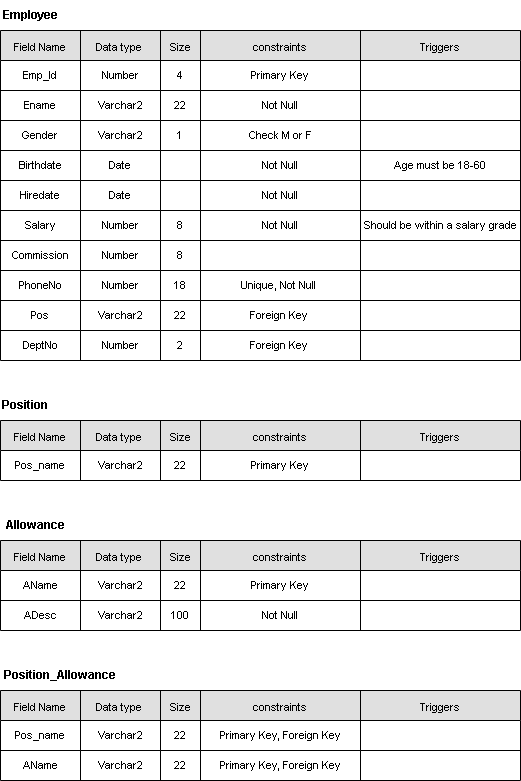 Employee
Field Name Data type Size constraints Triggers
Emp_Id Number 4 Primary Key
Ename Varchar2 22 Not Null
Gender Varchar2 1 Check M or F
Birthdate Date Not Null Age must be 18-60
Hiredate Date Not Null
Salary Number 8 Not Null Should be within a salary grade
Commission Number 8
PhoneNo Number 18 Unique, Not Null
Pos Varchar2 22 Foreign Key
DeptNo Number 2 Foreign Key
Position
Field Name Data type Size constraints Triggers
Pos_name Varchar2 22 Primary Key
Allowance
Field Name Data type Size constraints Triggers
AName Varchar2 22 Primary Key
ADesc Varchar2 100 Not Null
Position_Allowance
Field Name Data type Size constraints Triggers
Pos_name Varchar2 22 Primary Key, Foreign Key
AName Varchar2 22 Primary Key, Foreign Key